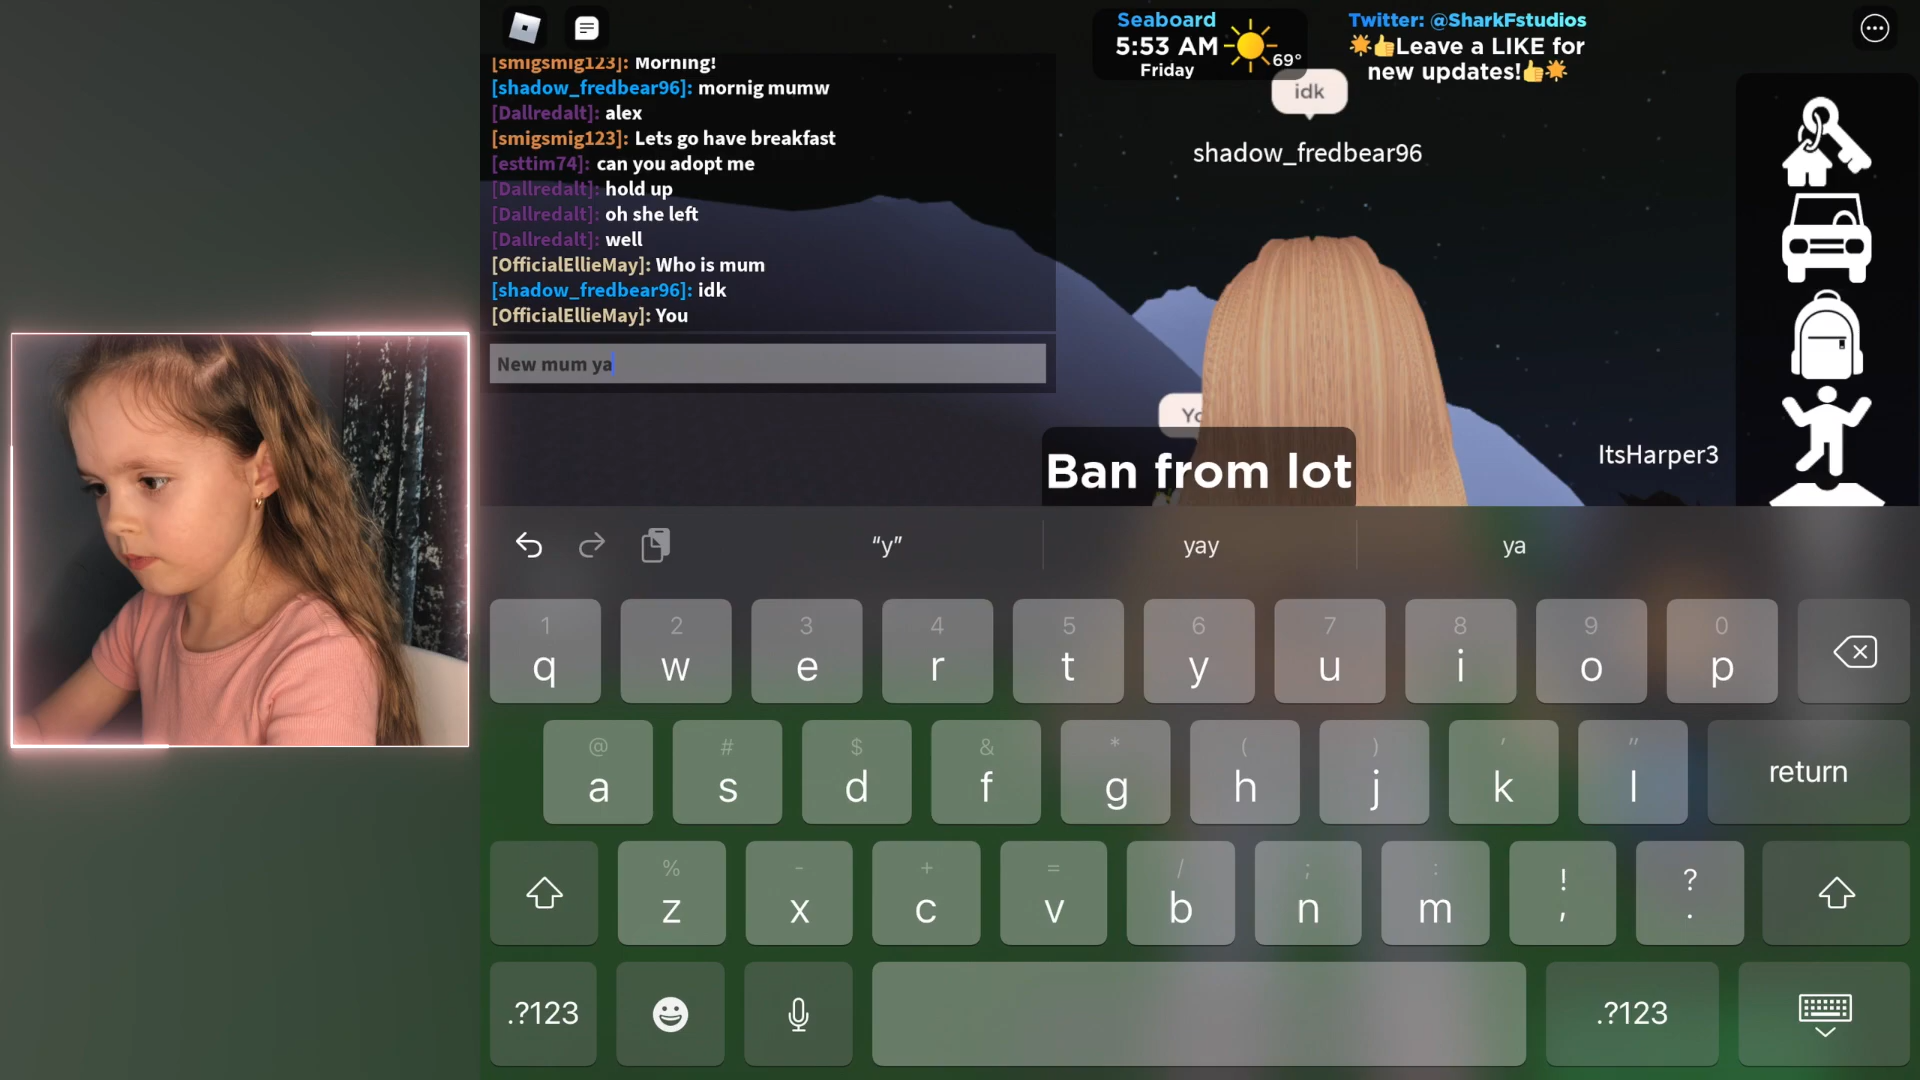 Seaboard
5:53 AM
69°
Friday
Twitter: @SharkFstudios
🌟👍Leave a LIKE for
new updates!👍🌟
[smigsmig123]: Morning!
[shadow_fredbear96]: mornig mumw
[Dallredalt]: alex
[smigsmig123]: Lets go have breakfast
[esttim74]: can you adopt me
[Dallredalt]: hold up
[Dallredalt]: oh she left
[Dallredalt]: well
[OfficialEllieMay]: Who is mum
[shadow_fredbear96]: idk
[OfficialEllieMay]: You
New mum ya
idk
shadow_fredbear96
ItsHarper3
Ban from lot
“y” yay ya
1 2 3 4 5 6 7 8 9 0
q w e r t y u i o p
@ # $ & * ( ) ' "
a s d f g h j k l return
% - + = / ; : ! ?
z x c v b n m , .
.?123 .?123